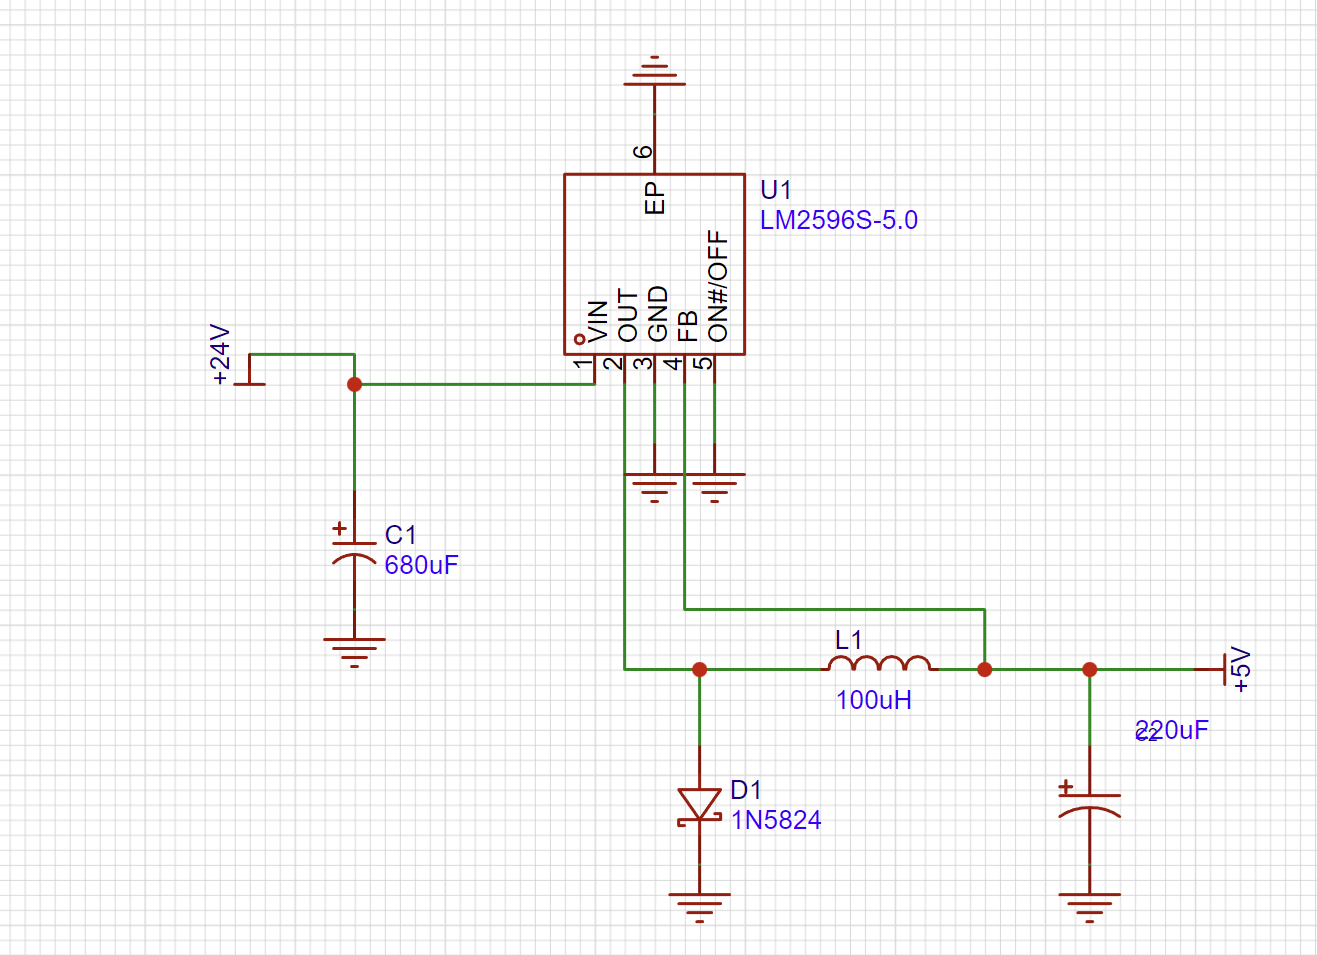 6
EP
U1
LM2596S-5.0
VIN
OUT
GND
FB
ON#/OFF
1
2
3
4
5
+24V
+
C1
680uF
L1
100uH
+5V
220uF
C2
D1
1N5824
+